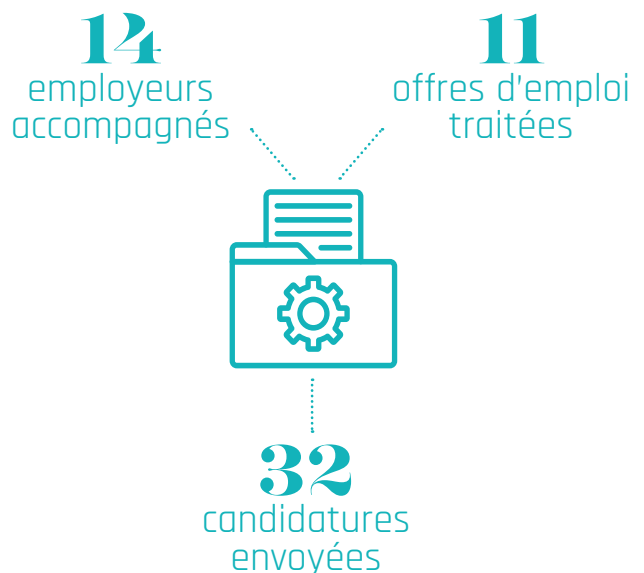 14
employeurs
accompagnés
11
offres d'emploi
traitées
32
candidatures
envoyées